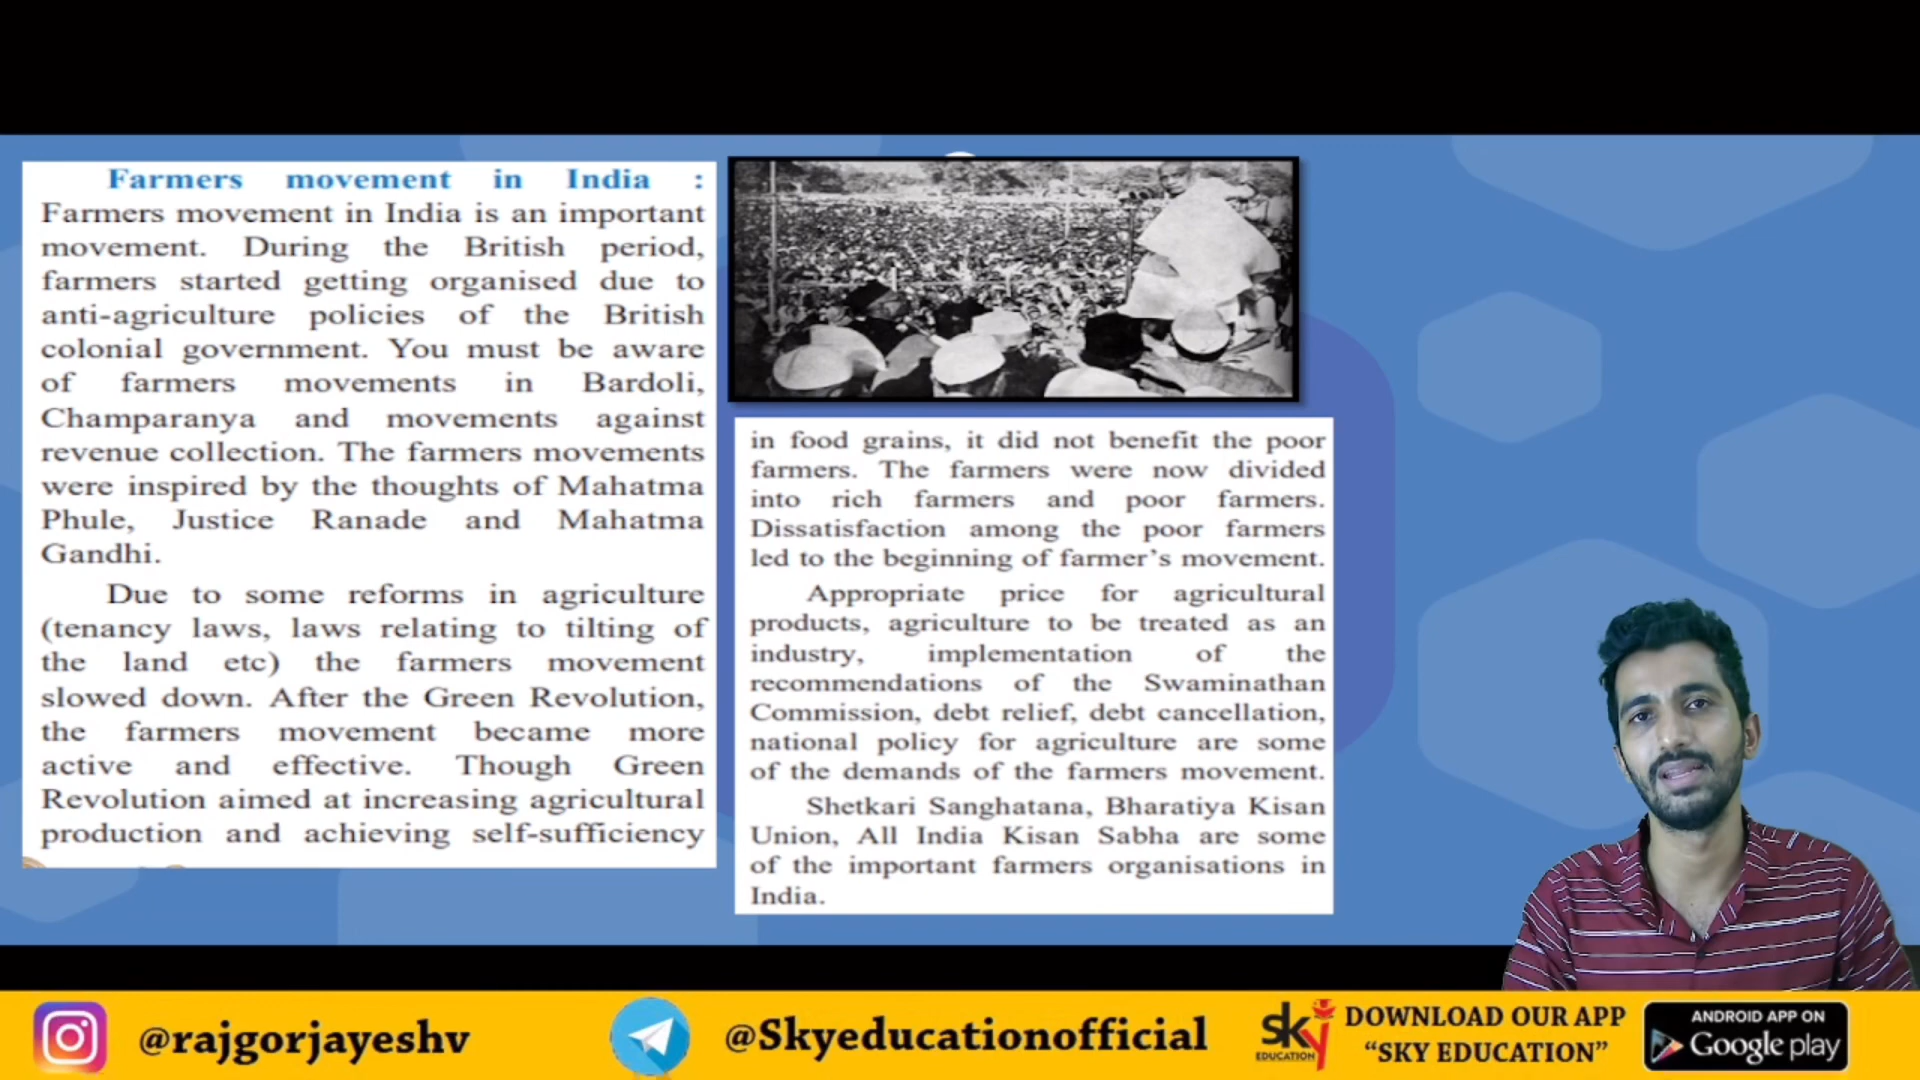 Farmers movement in India :
Farmers movement in India is an important
movement. During the British period,
farmers started getting organised due to
anti-agriculture policies of the British
colonial government. You must be aware
of farmers movements in Bardoli,
Champaranya and movements against
revenue collection. The farmers movements
were inspired by the thoughts of Mahatma
Phule, Justice Ranade and Mahatma
Gandhi.
Due to some reforms in agriculture
(tenancy laws, laws relating to tilting of
the land etc) the farmers movement
slowed down. After the Green Revolution,
the farmers movement became more
active and effective. Though Green
Revolution aimed at increasing agricultural
production and achieving self-sufficiency
in food grains, it did not benefit the poor
farmers. The farmers were now divided
into rich farmers and poor farmers.
Dissatisfaction among the poor farmers
led to the beginning of farmer's movement.
Appropriate price for agricultural
products, agriculture to be treated as an
industry, implementation of the
recommendations of the Swaminathan
Commission, debt relief, debt cancellation,
national policy for agriculture are some
of the demands of the farmers movement.
Shetkari Sanghatana, Bharatiya Kisan
Union, All India Kisan Sabha are some
of the important farmers organisations in
India.
@rajgorjayeshv
@Skyeducationofficial
sky
EDUCATION
DOWNLOAD OUR APP
“SKY EDUCATION”
ANDROID APP ON
Google play